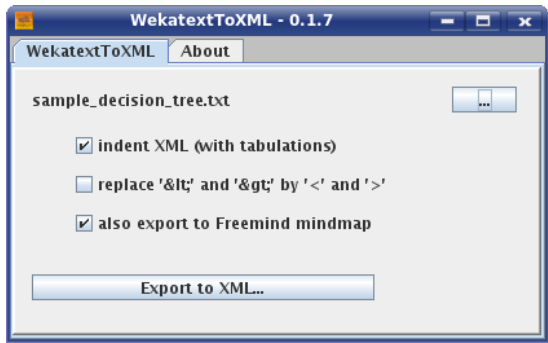 WekatextToXML - 0.1.7
WekatextToXML About
sample_decision_tree.txt ...
indent XML (with tabulations)
replace '&lt;' and '&gt;' by '<' and '>'
also export to Freemind mindmap
Export to XML...